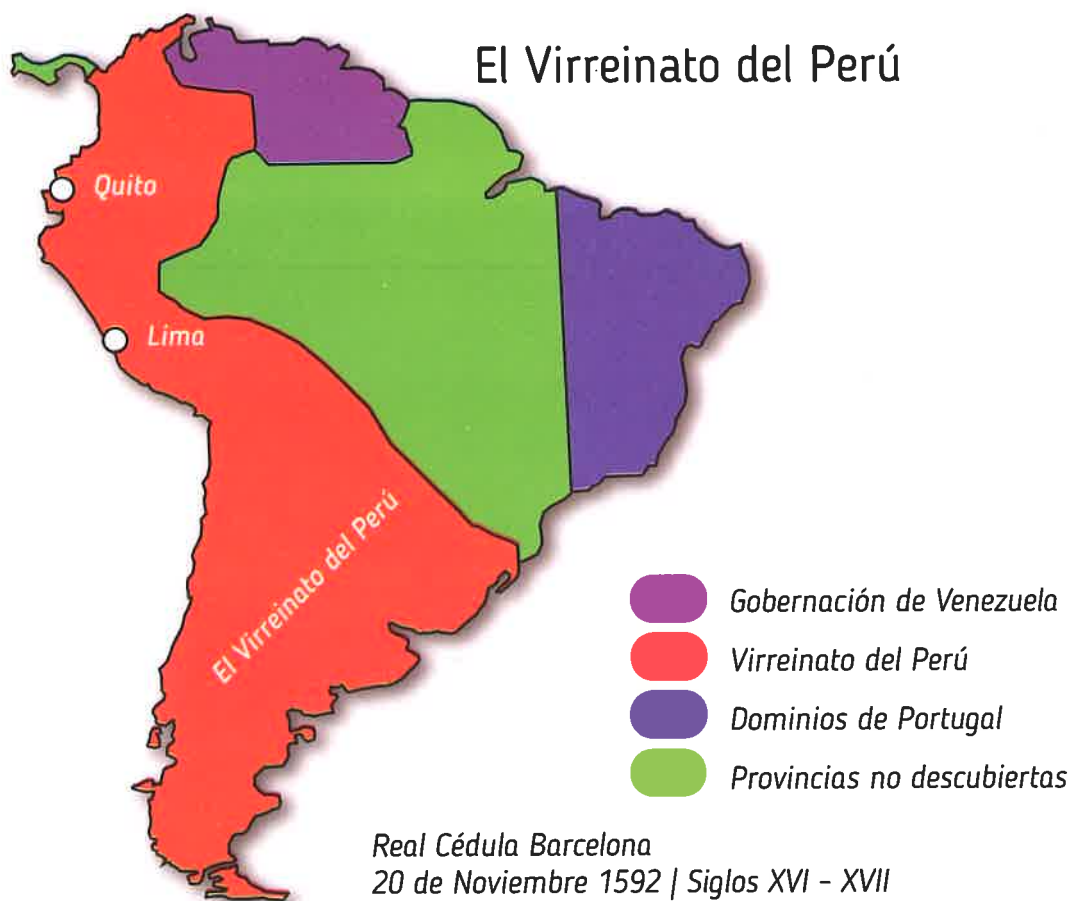 El Virreinato del Perú
Quito
Lima
El Virreinato del Perú
Gobernación de Venezuela
Virreinato del Perú
Dominios de Portugal
Provincias no descubiertas
Real Cédula Barcelona
20 de Noviembre 1592 | Siglos XVI - XVII